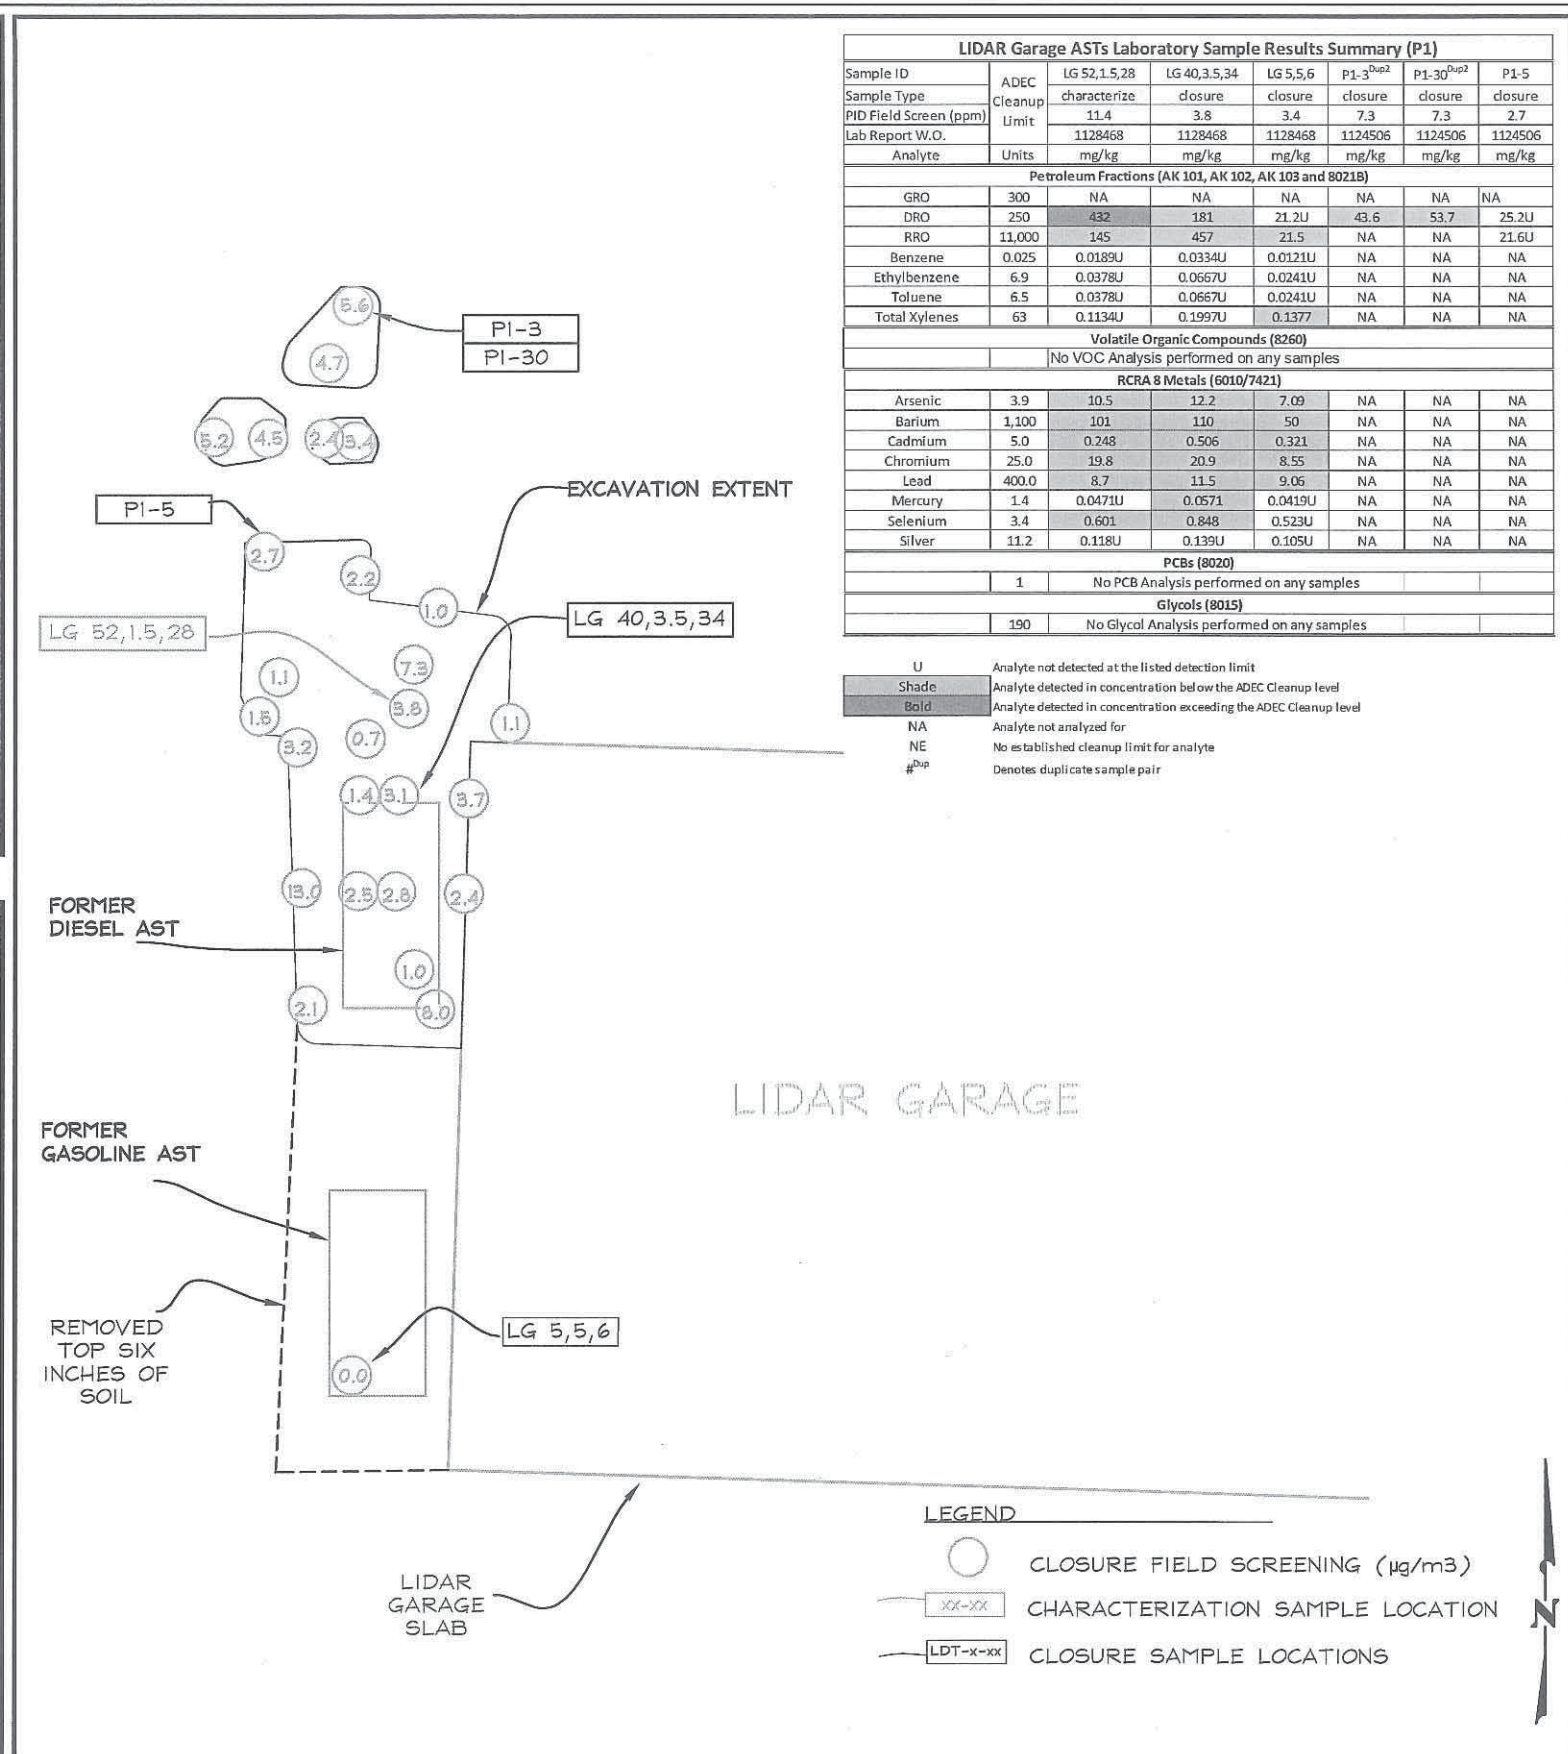 LIDAR Garage ASTs Laboratory Sample Results Summary (P1)
Sample ID ADEC Cleanup Limit LG 52,1.5,28 LG 40,3.5,34 LG 5,5,6 P1-3Dup2 P1-30Dup2 P1-5
Sample Type characterize closure closure closure closure closure
PID Field Screen (ppm) 11.4 3.8 3.4 7.3 7.3 2.7
Lab Report W.O. 1128468 1128468 1128468 1124506 1124506 1124506
Analyte Units mg/kg mg/kg mg/kg mg/kg mg/kg mg/kg
Petroleum Fractions (AK 101, AK 102, AK 103 and 8021B)
GRO 300 NA NA NA NA NA NA
DRO 250 432 181 21.2U 43.6 53.7 25.2U
RRO 11,000 145 457 21.5 NA NA 21.6U
Benzene 0.025 0.0189U 0.0334U 0.0121U NA NA NA
Ethylbenzene 6.9 0.0378U 0.0667U 0.0241U NA NA NA
Toluene 6.5 0.0378U 0.0667U 0.0241U NA NA NA
Total Xylenes 63 0.1134U 0.1997U 0.1377 NA NA NA
Volatile Organic Compounds (8260)
No VOC Analysis performed on any samples
RCRA 8 Metals (6010/7421)
Arsenic 3.9 10.5 12.2 7.09 NA NA NA
Barium 1,100 101 110 50 NA NA NA
Cadmium 5.0 0.248 0.506 0.321 NA NA NA
Chromium 25.0 19.8 20.9 8.55 NA NA NA
Lead 400.0 8.7 11.5 9.06 NA NA NA
Mercury 1.4 0.0471U 0.0571 0.0419U NA NA NA
Selenium 3.4 0.601 0.848 0.523U NA NA NA
Silver 11.2 0.118U 0.139U 0.105U NA NA NA
PCBs (8020)
1 No PCB Analysis performed on any samples
Glycols (8015)
190 No Glycol Analysis performed on any samples
U Analyte not detected at the listed detection limit
Shade Analyte detected in concentration below the ADEC Cleanup level
Bold Analyte detected in concentration exceeding the ADEC Cleanup level
NA Analyte not analyzed for
NE No established cleanup limit for analyte
#Dup Denotes duplicate sample pair
5.6
P1-3
P1-30
4.7
5.2 4.5 2.4 3.4
EXCAVATION EXTENT
P1-5
2.7
2.2
1.0
LG 40,3.5,34
LG 52,1.5,28
7.3
1.1
3.8
1.5
1.1
0.7
3.2
1.4 3.1 3.7
13.0 2.5 2.8 2.4
FORMER
DIESEL AST
1.0
2.1 8.0
LIDAR GARAGE
FORMER
GASOLINE AST
REMOVED
TOP SIX
INCHES OF
SOIL
LG 5,5,6
0.0
LIDAR
GARAGE
SLAB
LEGEND
CLOSURE FIELD SCREENING (µg/m3)
XX-XX CHARACTERIZATION SAMPLE LOCATION
LDT-x-xx CLOSURE SAMPLE LOCATIONS
N